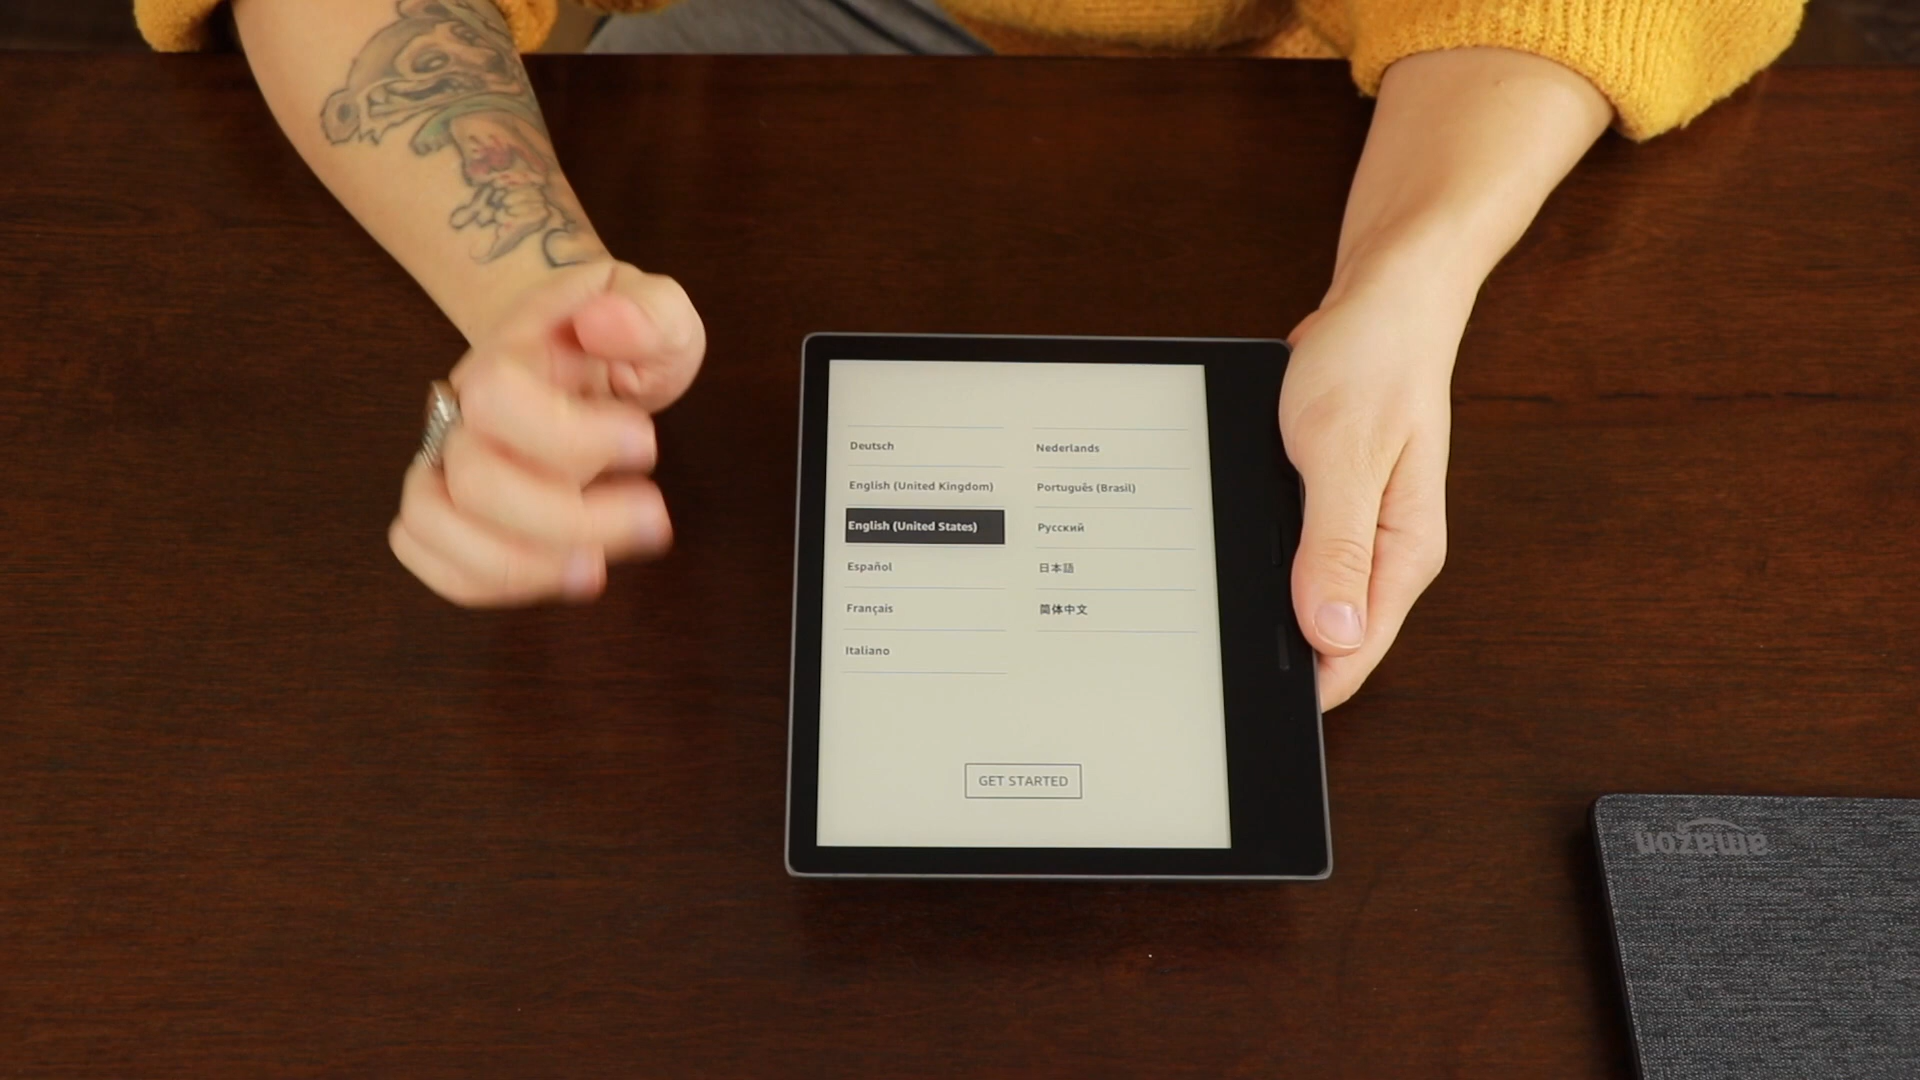 Deutsch
English (United Kingdom)
English (United States)
Español
Français
Italiano
Nederlands
Português (Brasil)
Русский
日本語
简体中文
GET STARTED
amazon